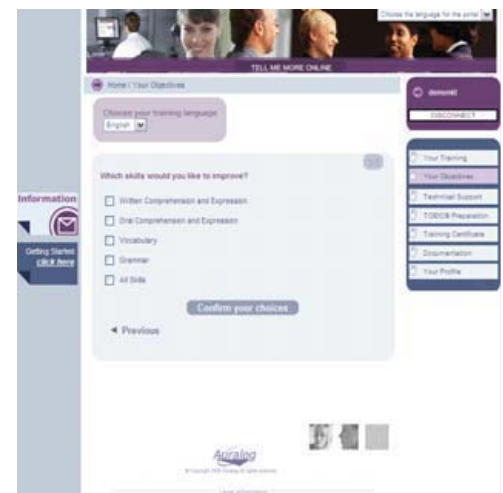 Choose the language for the portal
TELL ME MORE ONLINE
Home / Your Objectives
demomkt
DISCONNECT
Choose your training language
English
Which skills would you like to improve?
Written Comprehension and Expression
Oral Comprehension and Expression
Vocabulary
Grammar
All Skills
Confirm your choices
Previous
Information
Getting Started
click here
Your Training
Your Objectives
Technical Support
TOEIC® Preparation
Training Certificate
Documentation
Your Profile
Auralog
Legal Information